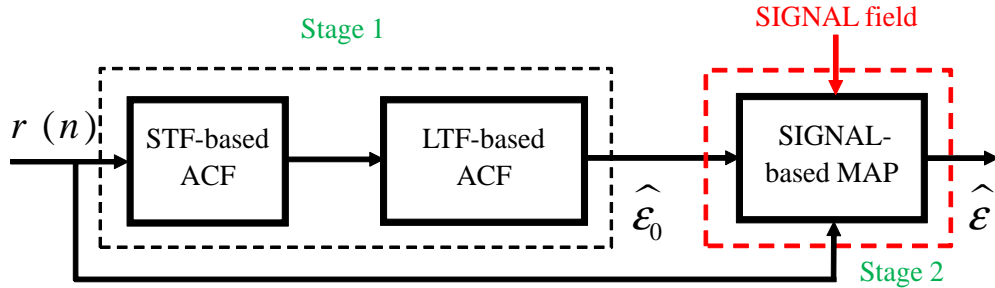 Stage 1
SIGNAL field
r (n)
STF-based
ACF
LTF-based
ACF
SIGNAL-
based MAP
ε̂₀
ε̂
Stage 2